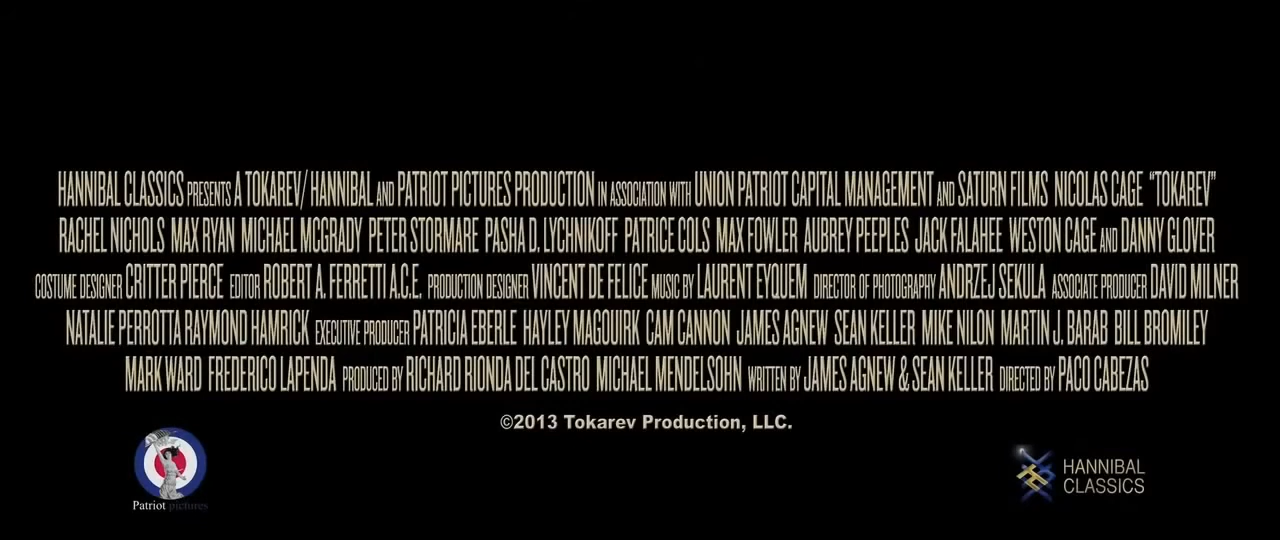 HANNIBAL CLASSICS PRESENTS A TOKAREV/ HANNIBAL AND PATRIOT PICTURES PRODUCTION IN ASSOCIATION WITH UNION PATRIOT CAPITAL MANAGEMENT AND SATURN FILMS NICOLAS CAGE “TOKAREV”
RACHEL NICHOLS MAX RYAN MICHAEL MCGRADY PETER STORMARE PASHA D. LYCHNIKOFF PATRICE COLS MAX FOWLER AUBREY PEEPLES JACK FALAHEE WESTON CAGE AND DANNY GLOVER
COSTUME DESIGNER CRITTER PIERCE EDITOR ROBERT A. FERRETTI A.C.E. PRODUCTION DESIGNER VINCENT DE FELICE MUSIC BY LAURENT EYQUEM DIRECTOR OF PHOTOGRAPHY ANDRZEJ SEKULA ASSOCIATE PRODUCER DAVID MILNER
NATALIE PERROTTA RAYMOND HAMRICK EXECUTIVE PRODUCER PATRICIA EBERLE HAYLEY MAGOUIRK CAM CANNON JAMES AGNEW SEAN KELLER MIKE NILON MARTIN J. BARAB BILL BROMILEY
MARK WARD FREDERICO LAPENDA PRODUCED BY RICHARD RIONDA DEL CASTRO MICHAEL MENDELSOHN WRITTEN BY JAMES AGNEW & SEAN KELLER DIRECTED BY PACO CABEZAS
©2013 Tokarev Production, LLC.
Patriot pictures
HANNIBAL
CLASSICS